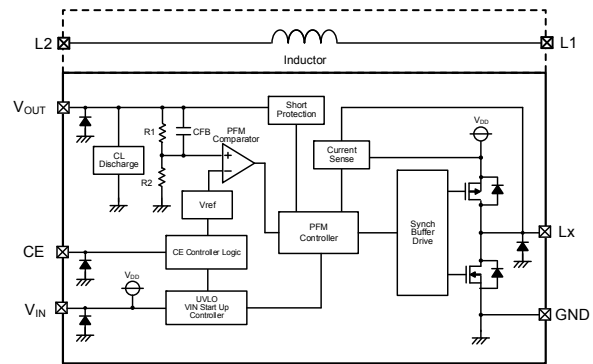 L2
L1
Inductor
VOUT
Short
Protection
R1
CFB
PFM
Comparator
VDD
CL
Discharge
Current
Sense
+
−
R2
Vref
PFM
Controller
Synch
Buffer
Drive
Lx
CE
CE Controller Logic
VDD
VIN
UVLO
VIN Start Up
Controller
GND